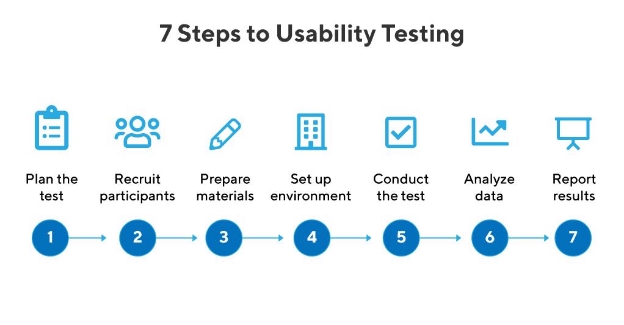 7 Steps to Usability Testing
Plan the
test
Recruit
participants
Prepare
materials
Set up
environment
Conduct
the test
Analyze
data
Report
results
1
2
3
4
5
6
7